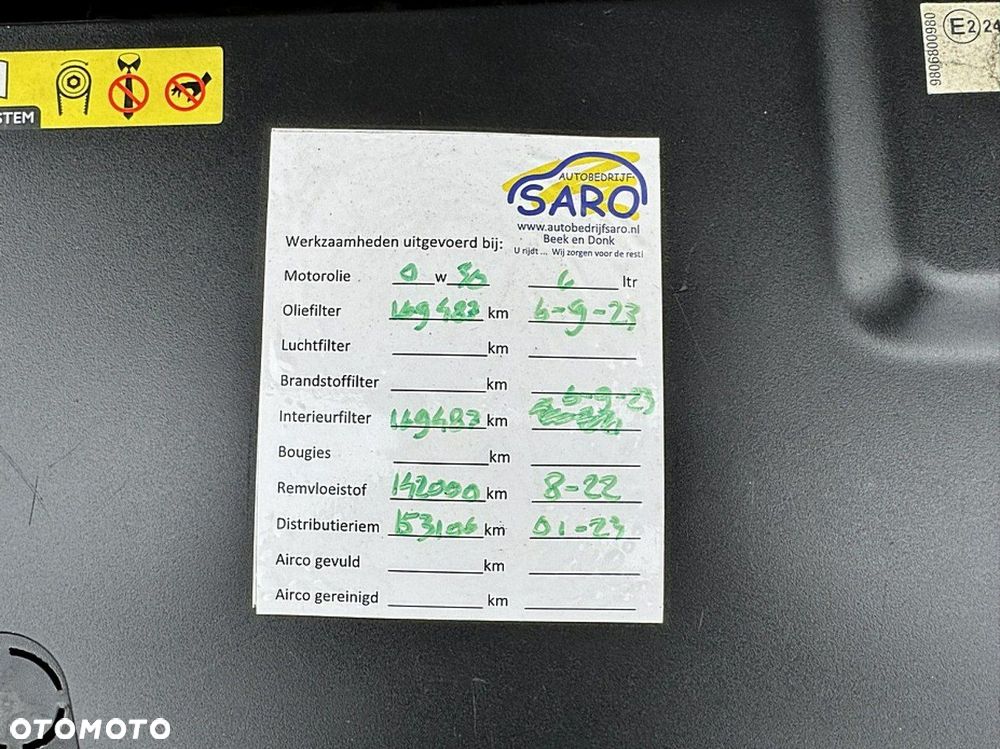 STEM
9806800980
E2 24
AUTOBEDRIJF
SARO
www.autobedrijfsaro.nl
Beek en Donk
U rijdt ... Wij zorgen voor de rest!
Werkzaamheden uitgevoerd bij:
Motorolie 0 w 30 6 ltr
Oliefilter 169483 km 6-9-23
Luchtfilter km
Brandstoffilter km
Interieurfilter 169483 km 6-9-23
Bougies km
Remvloeistof 142000 km 8-22
Distributieriem 153106 km 01-23
Airco gevuld km
Airco gereinigd km
OTOMOTO